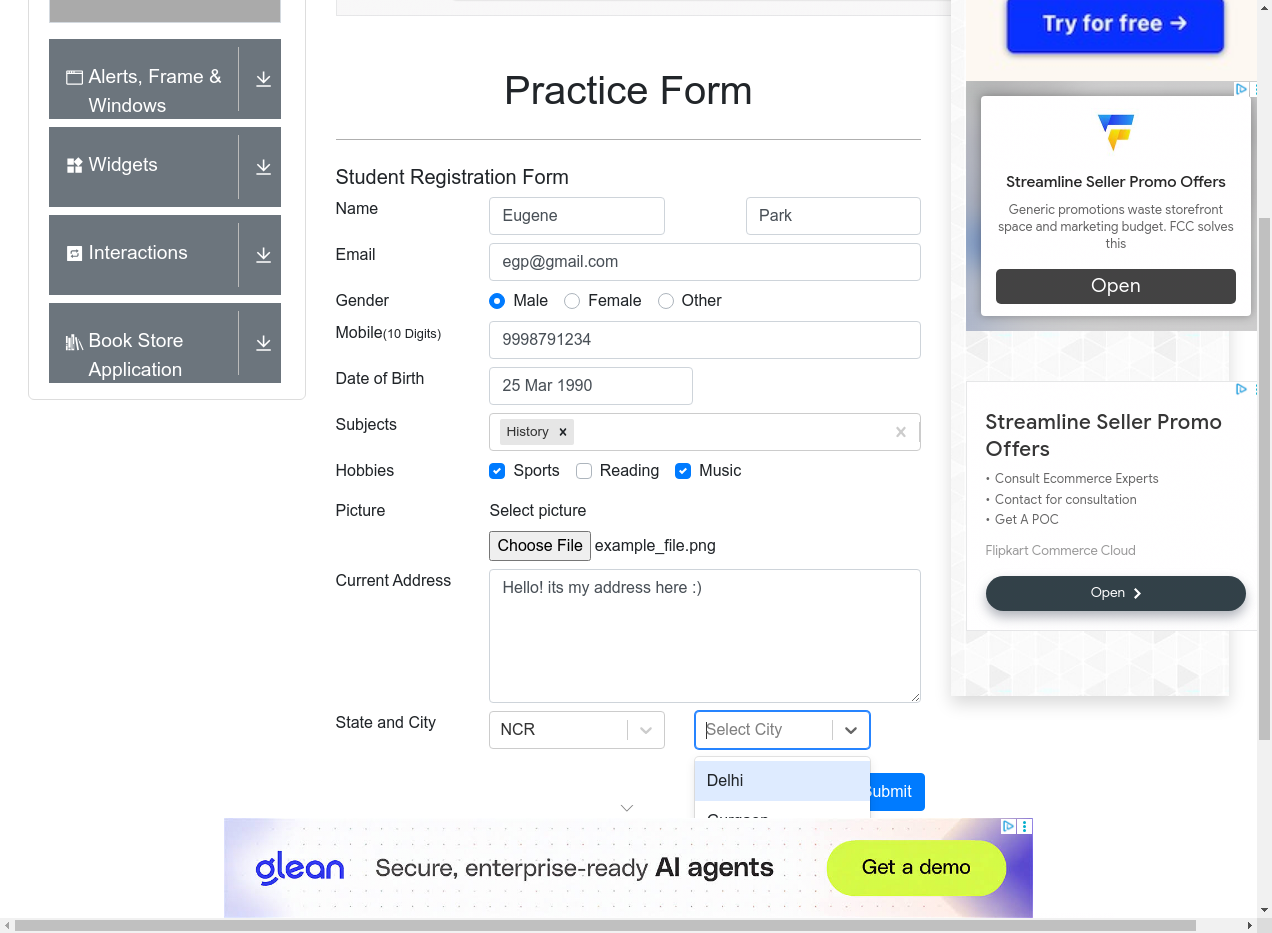 Try for free →
Alerts, Frame &
Windows
Widgets
Interactions
Book Store
Application
Practice Form
Student Registration Form
Name
Eugene
Park
Email
egp@gmail.com
Gender
Male
Female
Other
Mobile(10 Digits)
9998791234
Date of Birth
25 Mar 1990
Subjects
History
Hobbies
Sports
Reading
Music
Picture
Select picture
Choose File example_file.png
Current Address
Hello! its my address here :)
State and City
NCR
Select City
Delhi
Submit
Streamline Seller Promo Offers
Generic promotions waste storefront
space and marketing budget. FCC solves
this
Open
Streamline Seller Promo
Offers
• Consult Ecommerce Experts
• Contact for consultation
• Get A POC
Flipkart Commerce Cloud
Open
glean
Secure, enterprise-ready AI agents
Get a demo